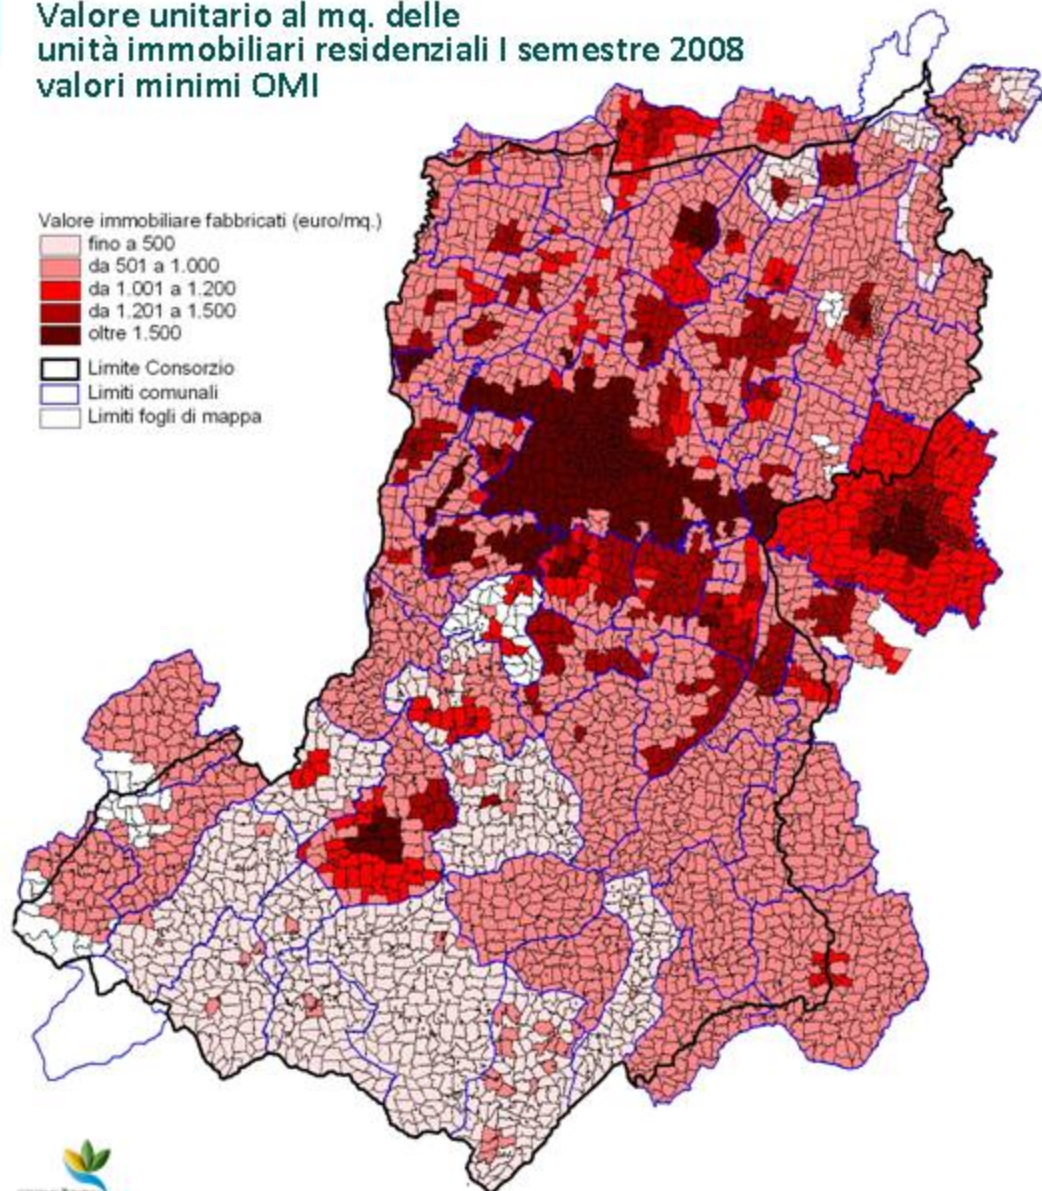 Valore unitario al mq. delle
unità immobiliari residenziali I semestre 2008
valori minimi OMI
Valore immobiliare fabbricati (euro/mq.)
fino a 500
da 501 a 1.000
da 1.001 a 1.200
da 1.201 a 1.500
oltre 1.500
Limite Consorzio
Limiti comunali
Limiti fogli di mappa